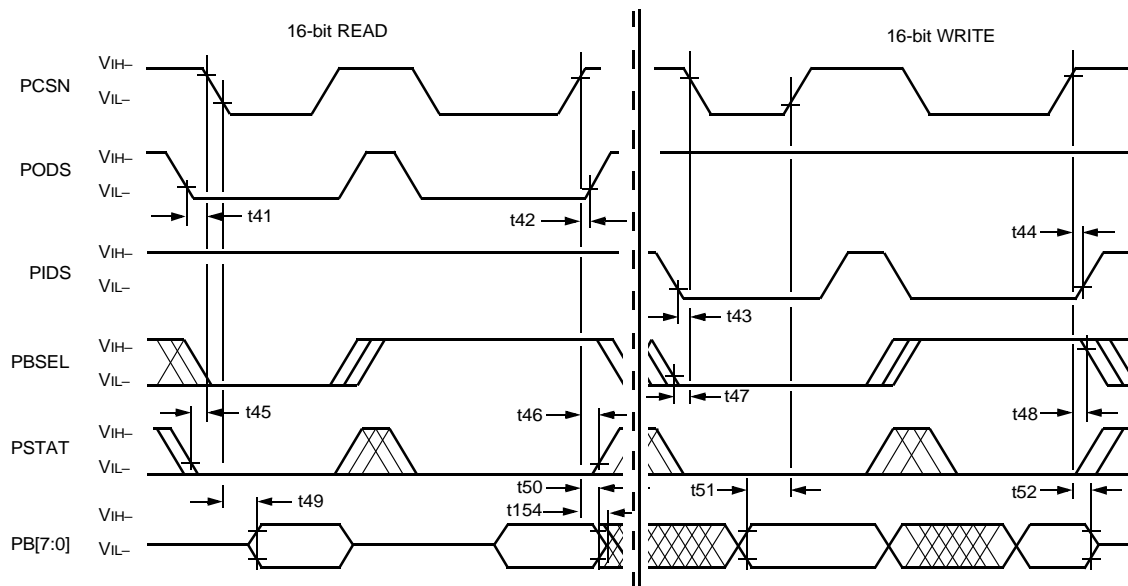 16-bit READ
16-bit WRITE
PCSN
VIH–
VIL–
PODS
VIH–
VIL–
t41
t42
t44
PIDS
VIH–
VIL–
t43
PBSEL
VIH–
VIL–
t45
t46
t47
t48
PSTAT
VIH–
VIL–
t49
t50
t154
t51
t52
PB[7:0]
VIH–
VIL–